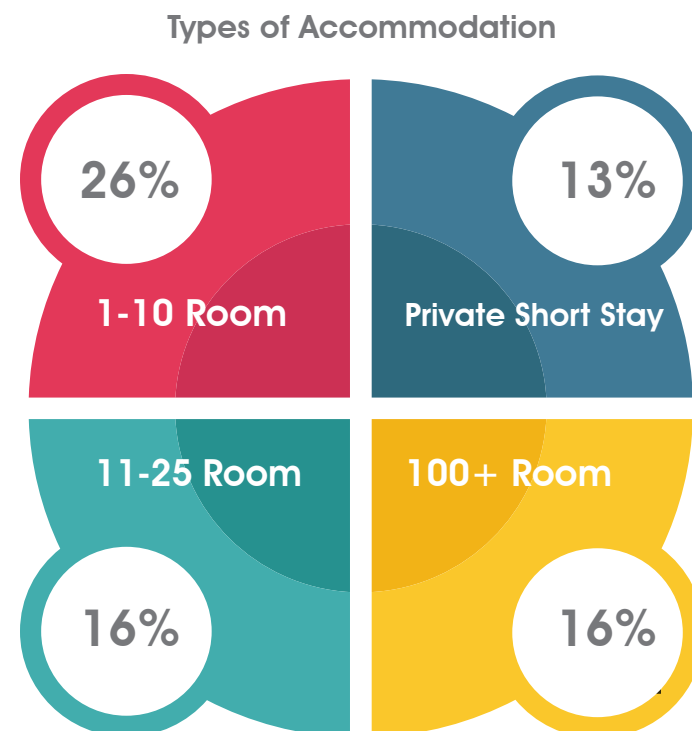 Types of Accommodation
26%
13%
1-10 Room
Private Short Stay
11-25 Room
100+ Room
16%
16%